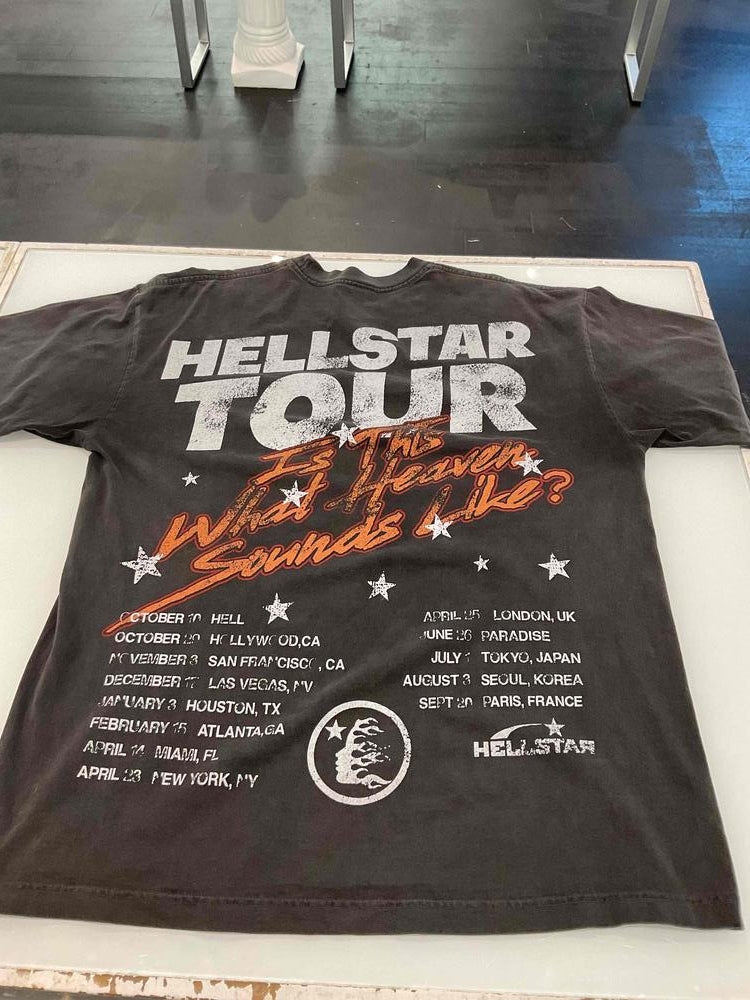 HELLSTAR
TOUR
Is This
What Heaven
Sounds Like?
OCTOBER 10 HELL
OCTOBER 20 HOLLYWOOD,CA
NOVEMBER 3 SAN FRANCISCO, CA
DECEMBER 17 LAS VEGAS, NV
JANUARY 3 HOUSTON, TX
FEBRUARY 15 ATLANTA,GA
APRIL 14 MIAMI, FL
APRIL 23 NEW YORK, NY
APRIL 25 LONDON, UK
JUNE 26 PARADISE
JULY 1 TOKYO, JAPAN
AUGUST 3 SEOUL, KOREA
SEPT 20 PARIS, FRANCE
HELLSTAR